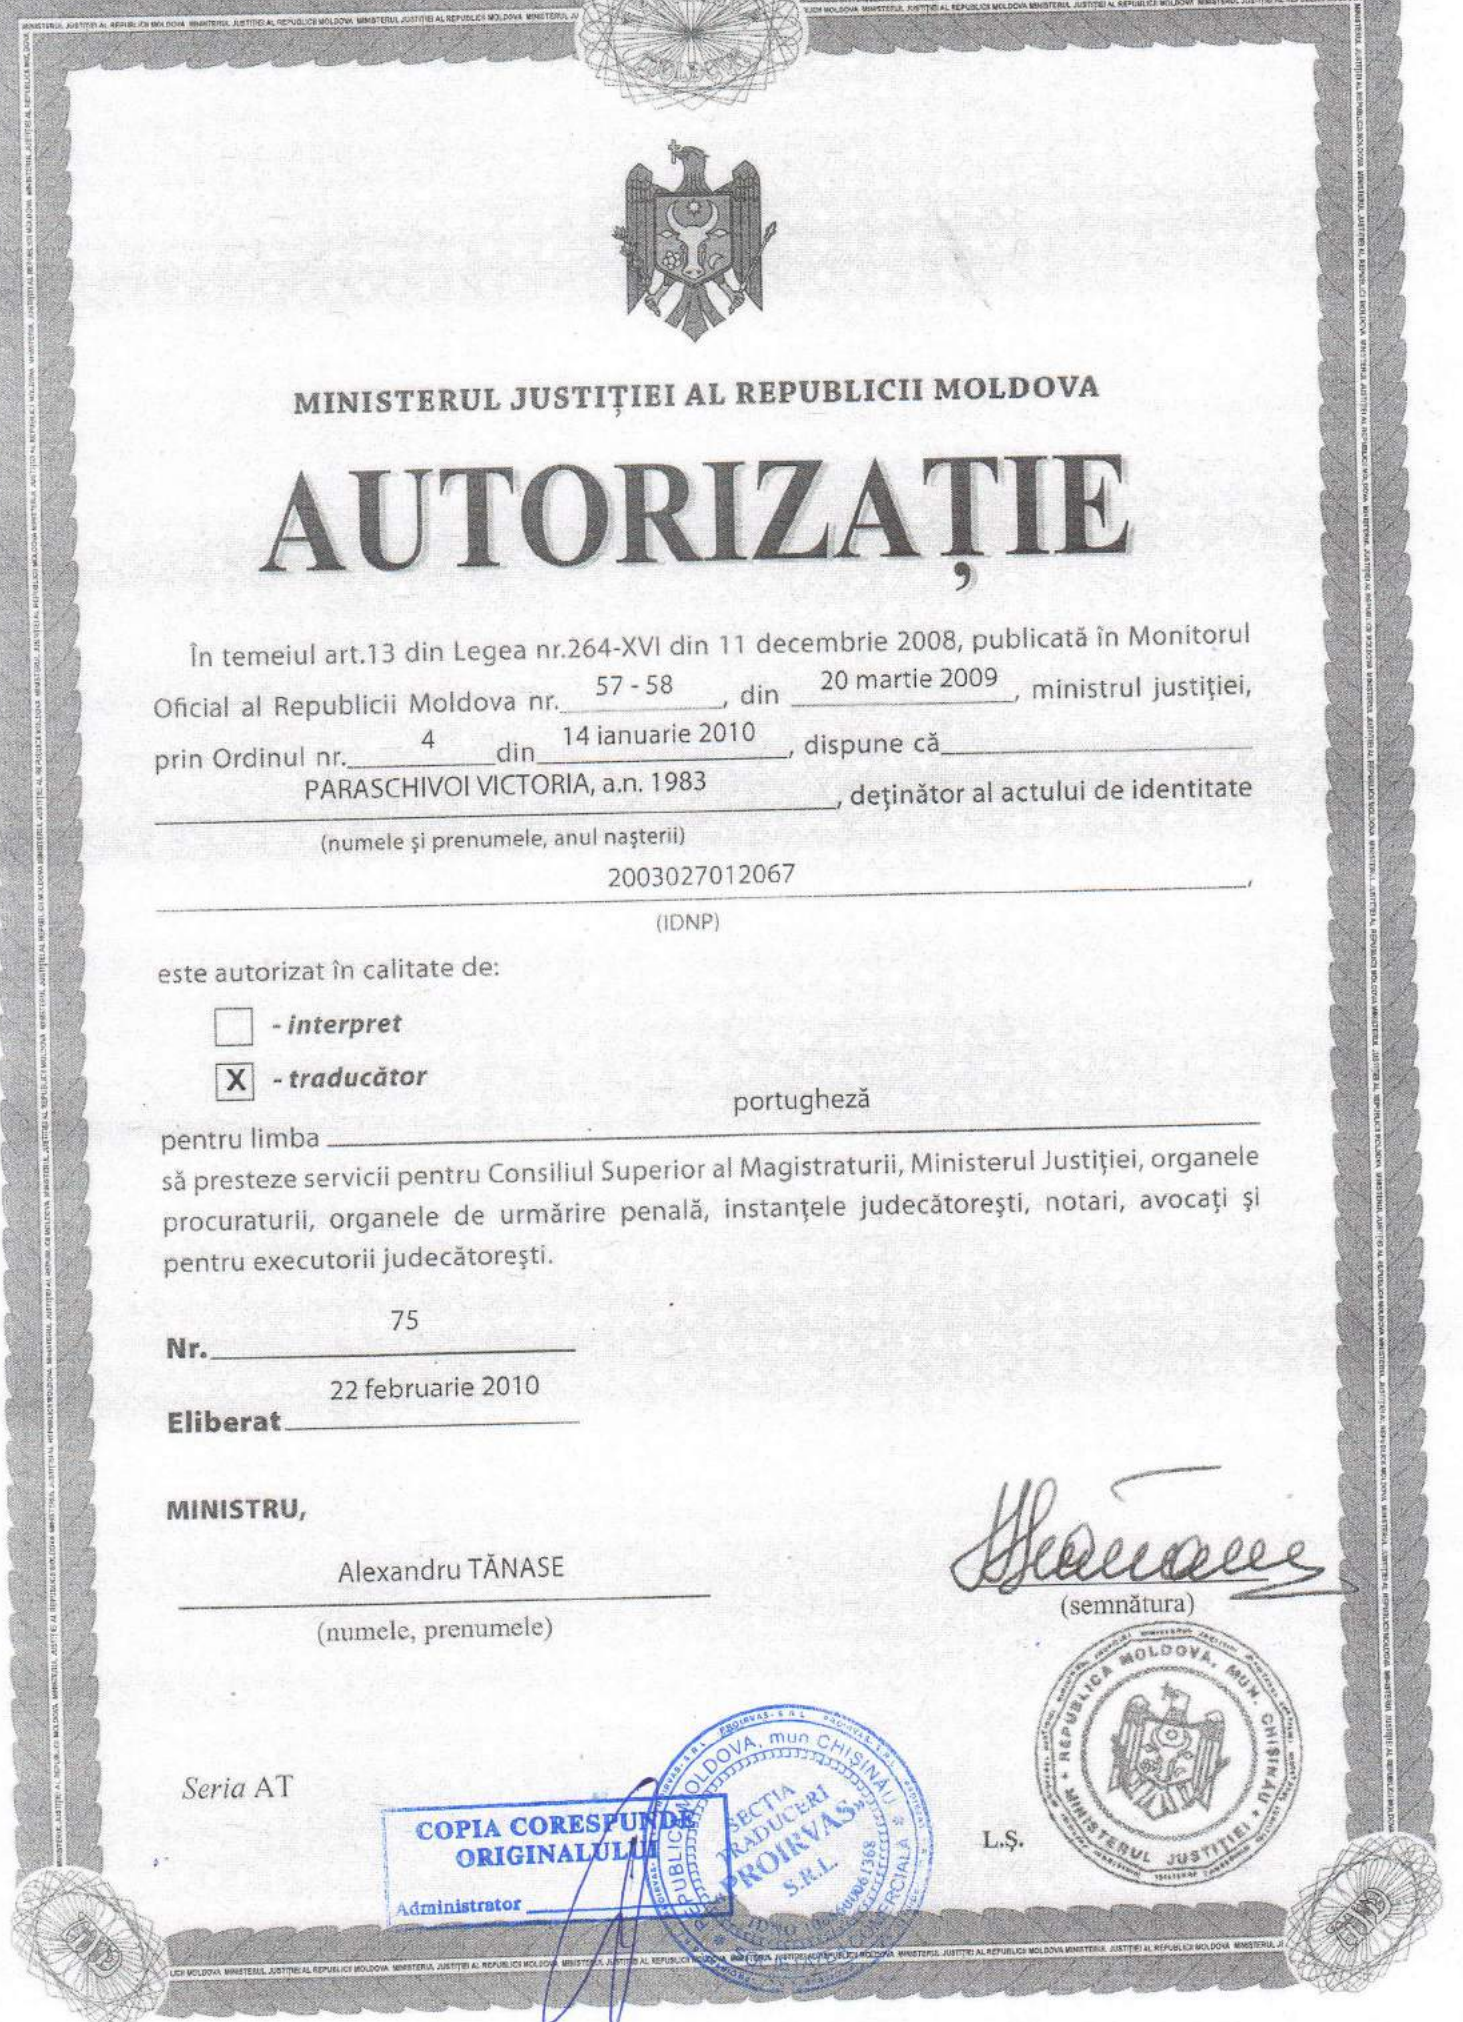 MINISTERUL JUSTIȚIEI AL REPUBLICII MOLDOVA
AUTORIZAȚIE
În temeiul art.13 din Legea nr.264-XVI din 11 decembrie 2008, publicată în Monitorul
Oficial al Republicii Moldova nr. 57 - 58, din 20 martie 2009, ministrul justiției,
prin Ordinul nr. 4 din 14 ianuarie 2010, dispune că
PARASCHIVOI VICTORIA, a.n. 1983, deținător al actului de identitate
(numele și prenumele, anul nașterii)
2003027012067,
(IDNP)
este autorizat în calitate de:
- interpret
X - traducător
pentru limba portugheză
să presteze servicii pentru Consiliul Superior al Magistraturii, Ministerul Justiției, organele
procuraturii, organele de urmărire penală, instanțele judecătorești, notari, avocați și
pentru executorii judecătorești.
Nr. 75
Eliberat 22 februarie 2010
MINISTRU,
Alexandru TĂNASE
(numele, prenumele)
(semnătura)
REPUBLICA MOLDOVA, MUN. CHIȘINĂU
MINISTERUL JUSTIȚIEI
Seria AT
L.Ș.
COPIA CORESPUNDE
ORIGINALULUI
Administrator
MOLDOVA, mun CHIȘINĂU
SECȚIA
TRADUCERI
"PROIRVAS"
S.R.L.